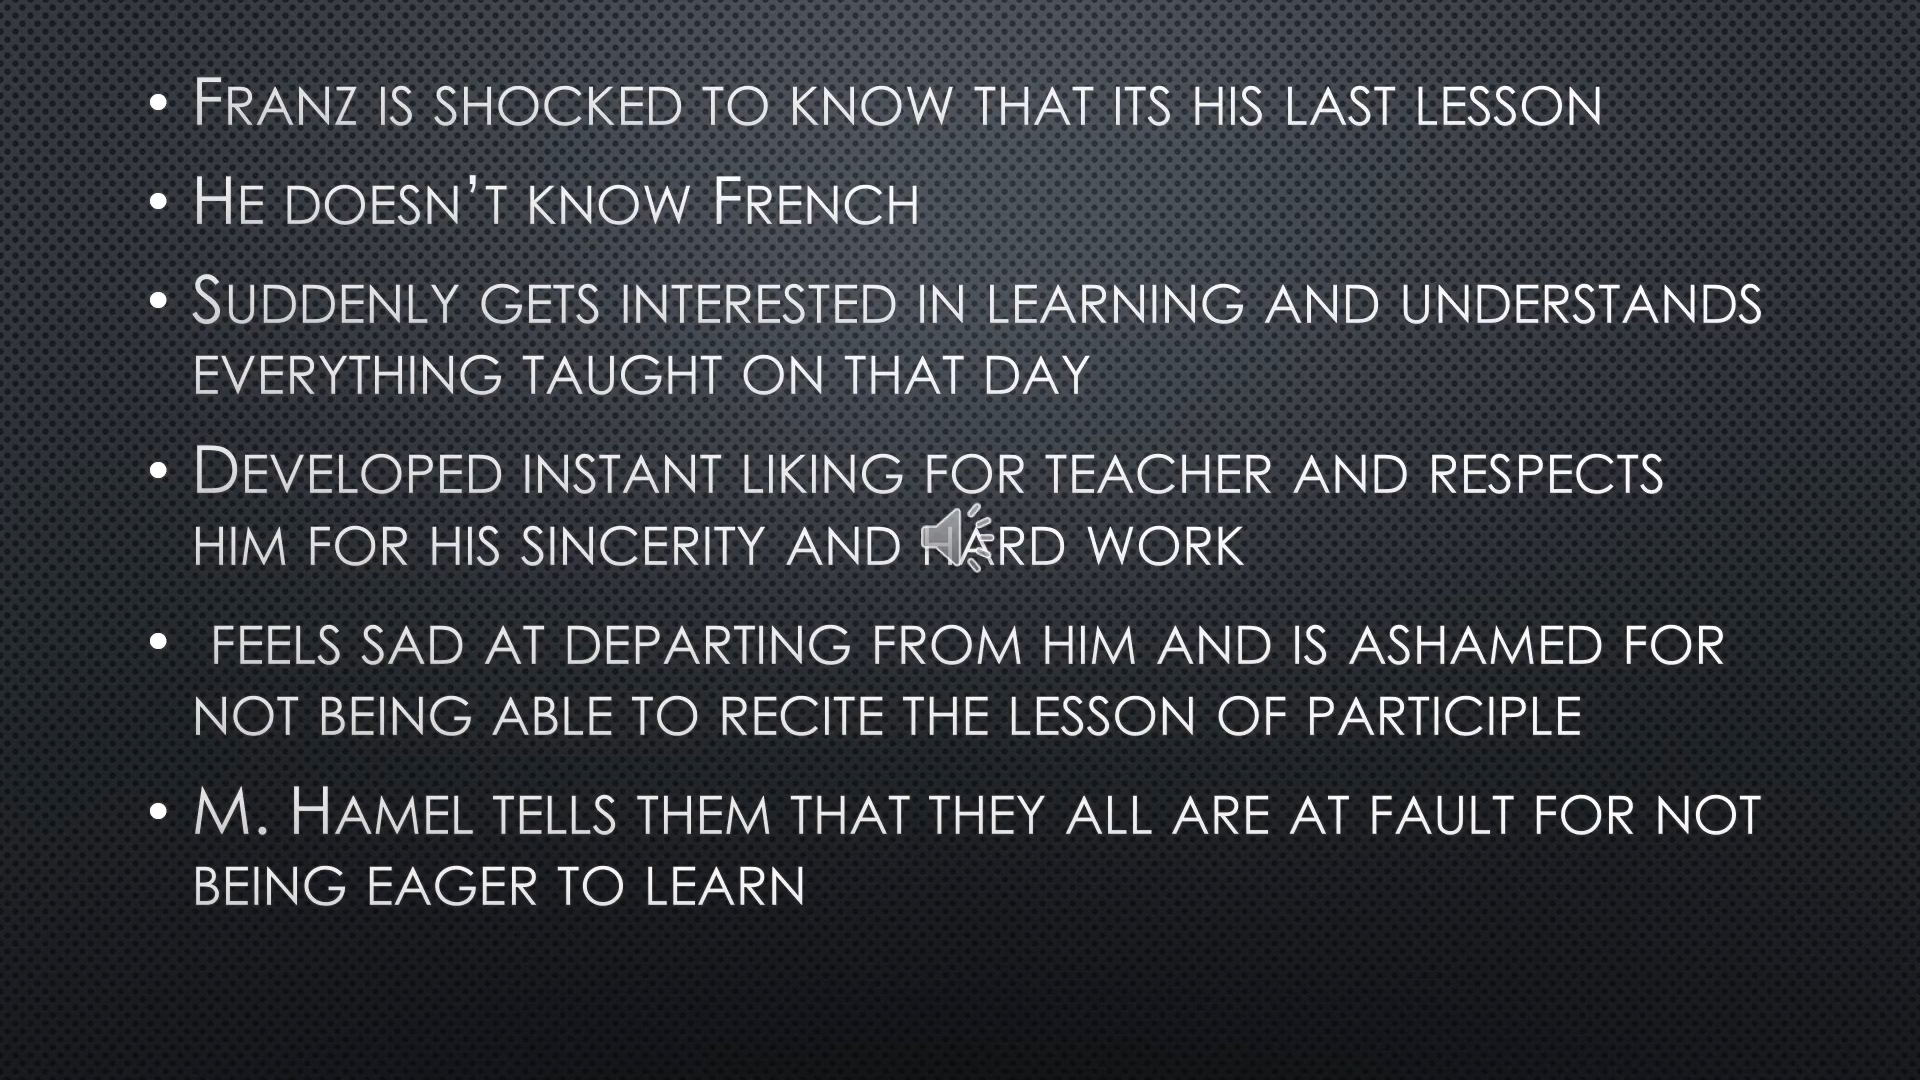 • Franz is shocked to know that its his last lesson
• He doesn’t know French
• Suddenly gets interested in learning and understands
everything taught on that day
• Developed instant liking for teacher and respects
him for his sincerity and hard work
• feels sad at departing from him and is ashamed for
not being able to recite the lesson of participle
• M. Hamel tells them that they all are at fault for not
being eager to learn